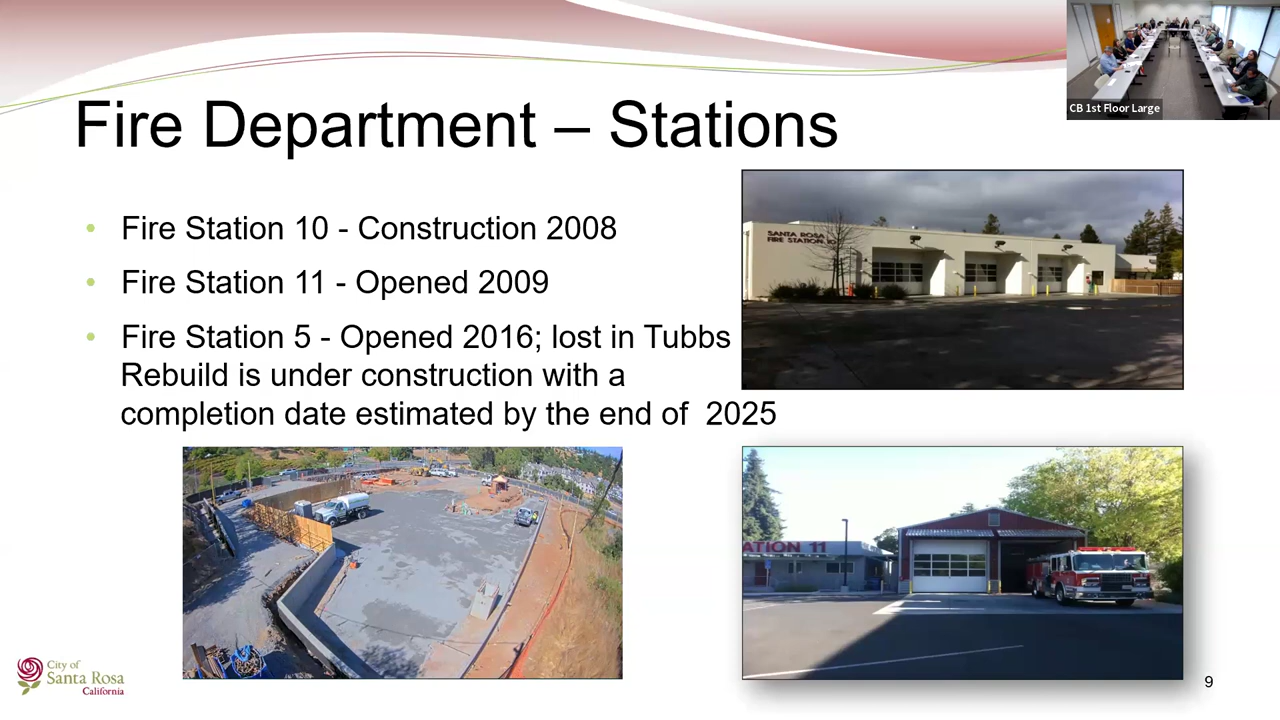 CB 1st Floor Large
Fire Department – Stations
• Fire Station 10 - Construction 2008
• Fire Station 11 - Opened 2009
• Fire Station 5 - Opened 2016; lost in Tubbs
Rebuild is under construction with a
completion date estimated by the end of 2025
SANTA ROSA
FIRE STATION 10
ATION 11
City of
Santa Rosa
California
9